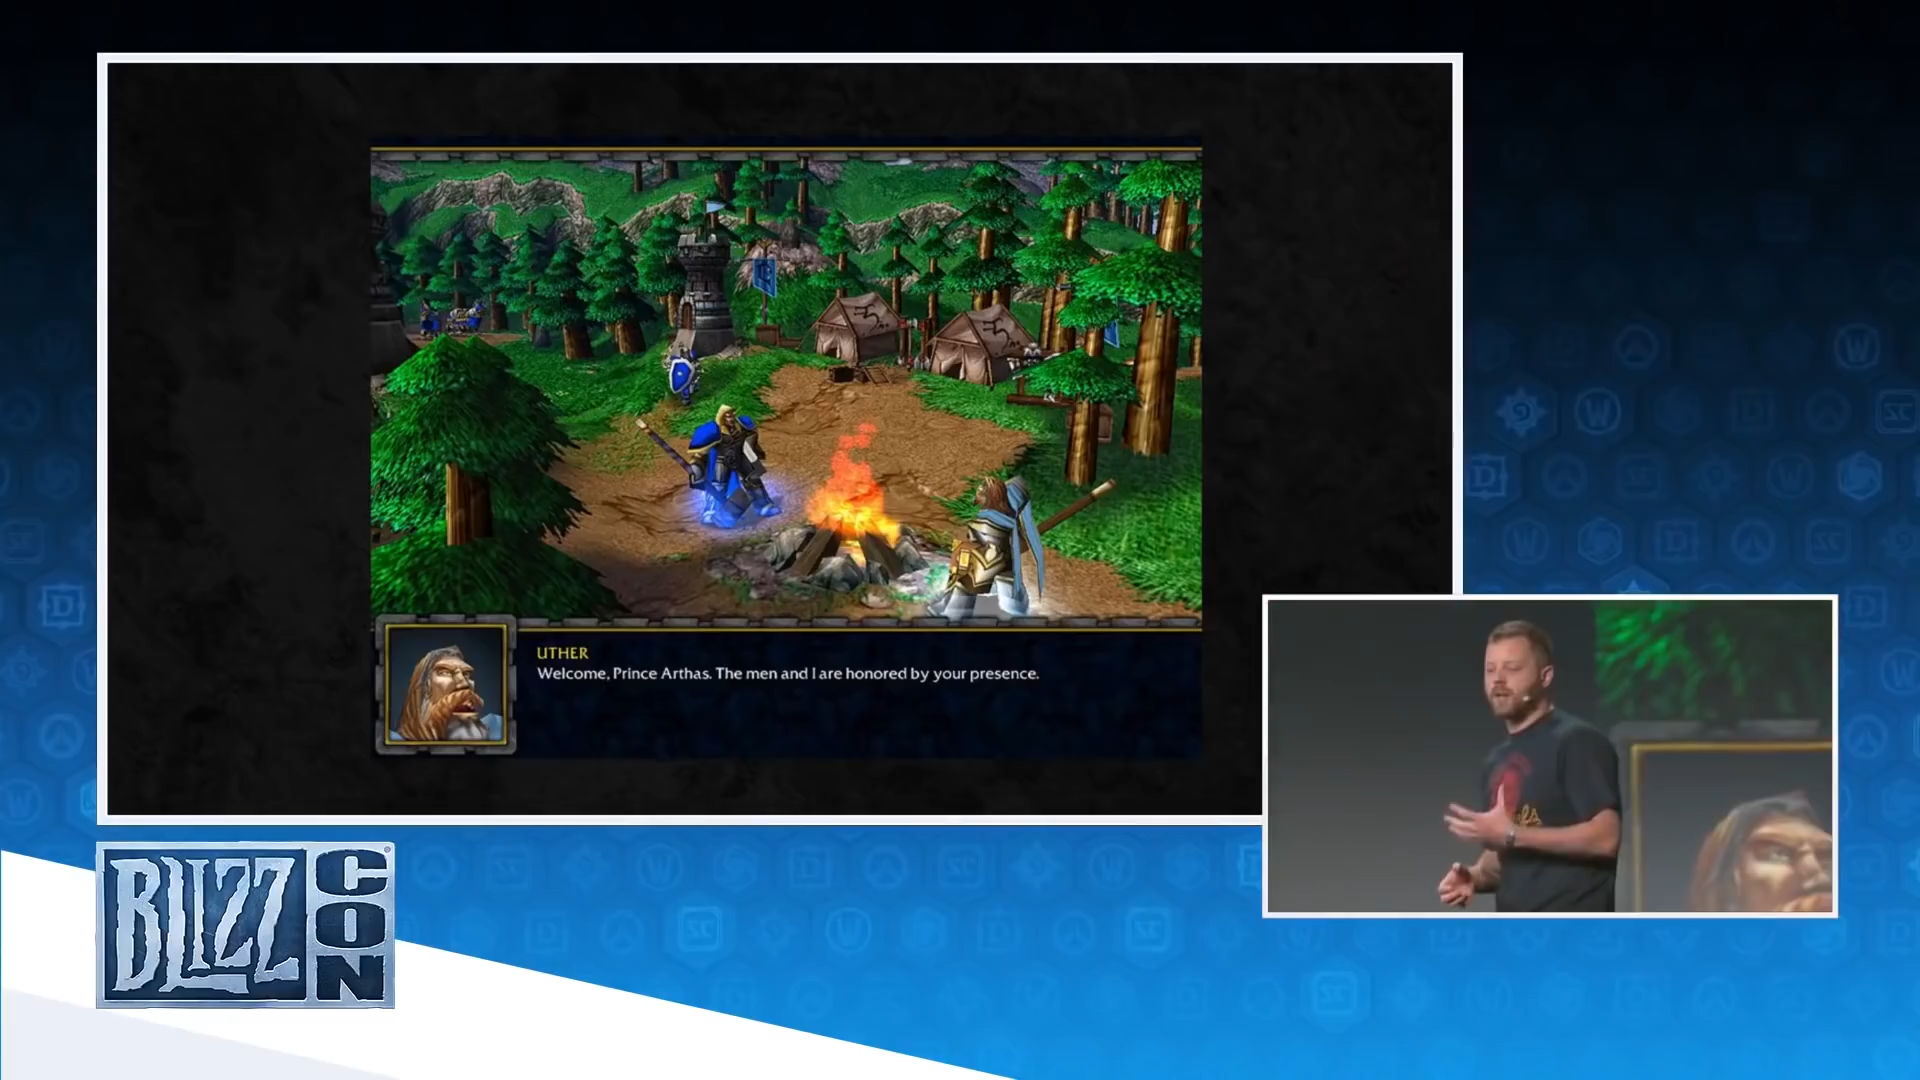 UTHER
Welcome, Prince Arthas. The men and I are honored by your presence.
BLIZZ
CON